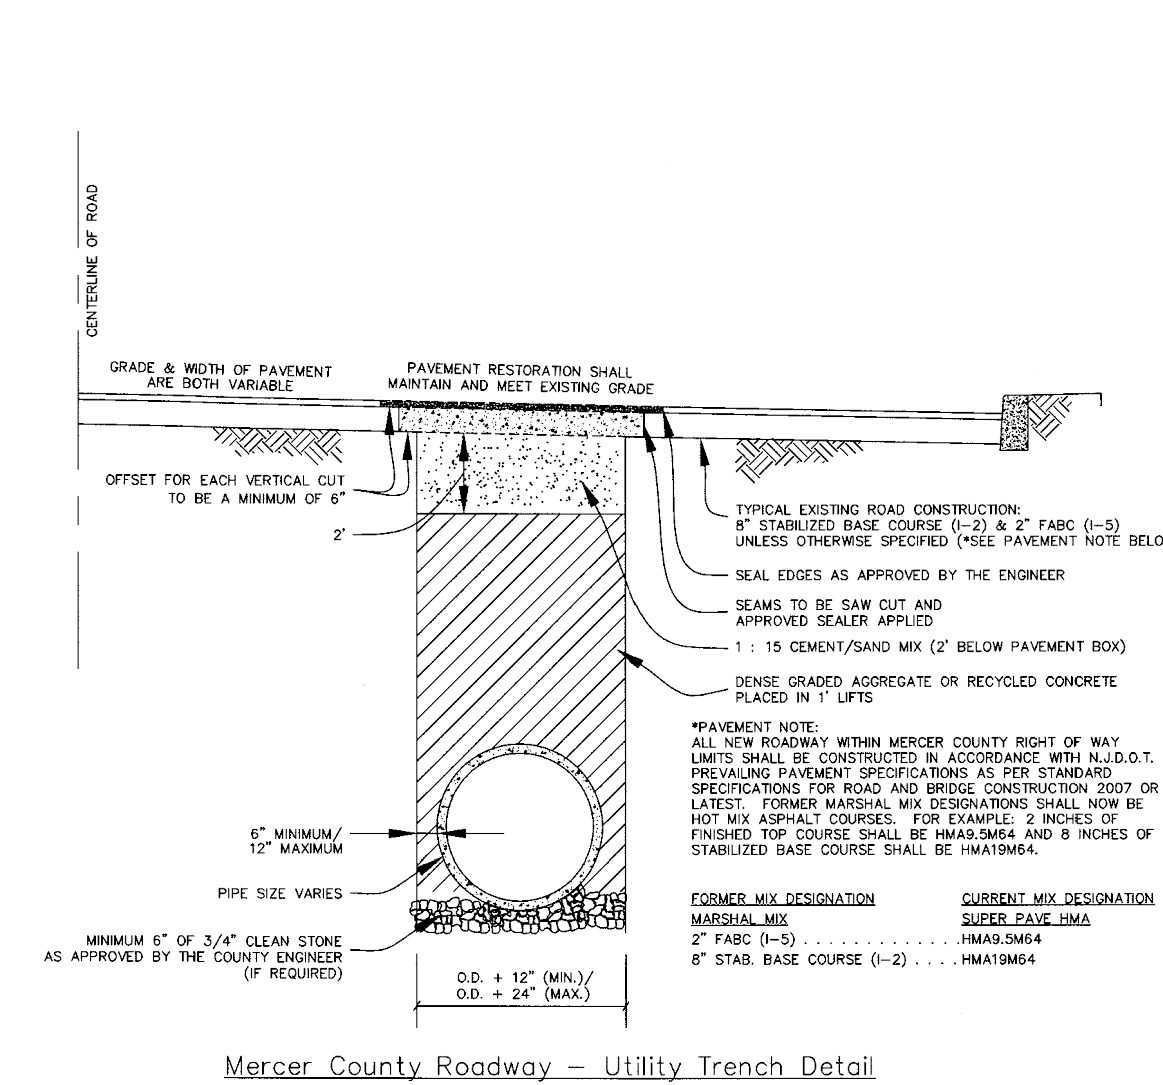 CENTERLINE OF ROAD
GRADE & WIDTH OF PAVEMENT
ARE BOTH VARIABLE
PAVEMENT RESTORATION SHALL
MAINTAIN AND MEET EXISTING GRADE
OFFSET FOR EACH VERTICAL CUT
TO BE A MINIMUM OF 6"
2'
TYPICAL EXISTING ROAD CONSTRUCTION:
8" STABILIZED BASE COURSE (I-2) & 2" FABC (I-5)
UNLESS OTHERWISE SPECIFIED (*SEE PAVEMENT NOTE BELO
SEAL EDGES AS APPROVED BY THE ENGINEER
SEAMS TO BE SAW CUT AND
APPROVED SEALER APPLIED
1 : 15 CEMENT/SAND MIX (2' BELOW PAVEMENT BOX)
DENSE GRADED AGGREGATE OR RECYCLED CONCRETE
PLACED IN 1' LIFTS
*PAVEMENT NOTE:
ALL NEW ROADWAY WITHIN MERCER COUNTY RIGHT OF WAY
LIMITS SHALL BE CONSTRUCTED IN ACCORDANCE WITH N.J.D.O.T.
PREVAILING PAVEMENT SPECIFICATIONS AS PER STANDARD
SPECIFICATIONS FOR ROAD AND BRIDGE CONSTRUCTION 2007 OR
LATEST. FORMER MARSHAL MIX DESIGNATIONS SHALL NOW BE
HOT MIX ASPHALT COURSES. FOR EXAMPLE: 2 INCHES OF
FINISHED TOP COURSE SHALL BE HMA9.5M64 AND 8 INCHES OF
STABILIZED BASE COURSE SHALL BE HMA19M64.
6" MINIMUM/
12" MAXIMUM
PIPE SIZE VARIES
MINIMUM 6" OF 3/4" CLEAN STONE
AS APPROVED BY THE COUNTY ENGINEER
(IF REQUIRED)
O.D. + 12" (MIN.)/
O.D. + 24" (MAX.)
FORMER MIX DESIGNATION CURRENT MIX DESIGNATION
MARSHAL MIX SUPER PAVE HMA
2" FABC (I-5) . . . . . . . . . . . . . .HMA9.5M64
8" STAB. BASE COURSE (I-2) . . . . HMA19M64
Mercer County Roadway - Utility Trench Detail